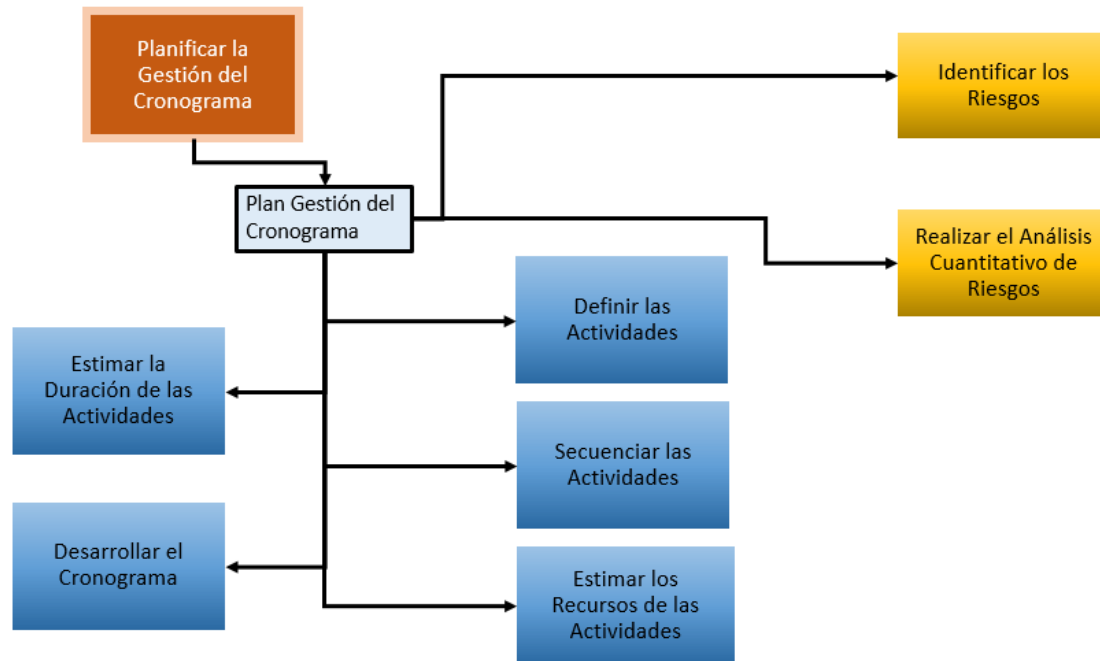 Planificar la
Gestión del
Cronograma
Identificar los
Riesgos
Plan Gestión del
Cronograma
Realizar el Análisis
Cuantitativo de
Riesgos
Definir las
Actividades
Estimar la
Duración de las
Actividades
Secuenciar las
Actividades
Desarrollar el
Cronograma
Estimar los
Recursos de las
Actividades